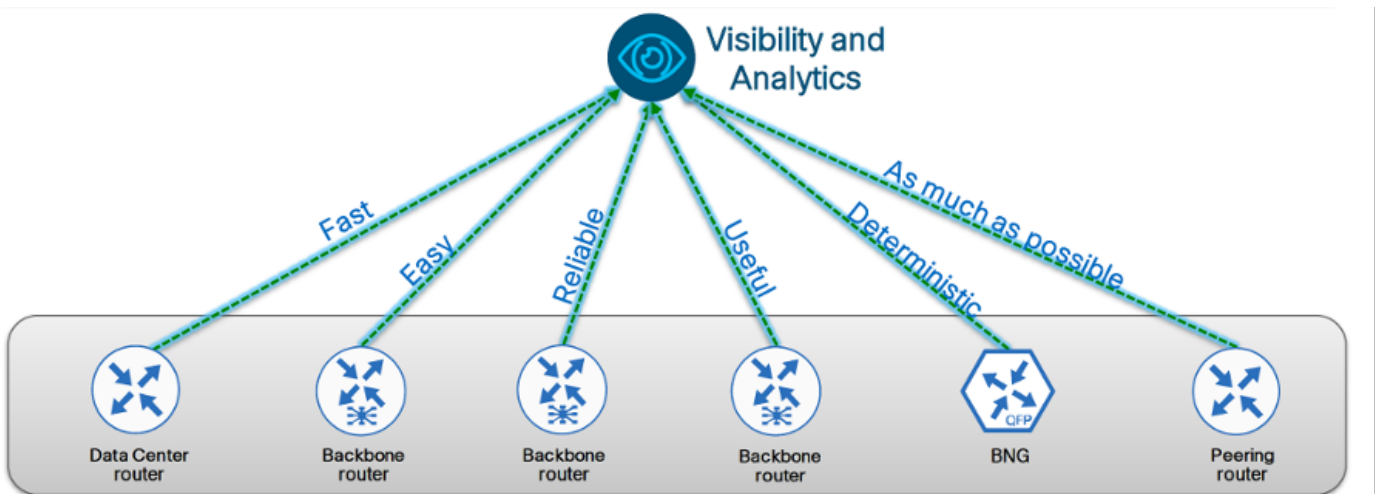 Visibility and
Analytics
Fast
Easy
Reliable
Useful
Deterministic
As much as possible
QFP
Data Center
router
Backbone
router
Backbone
router
Backbone
router
BNG
Peering
router